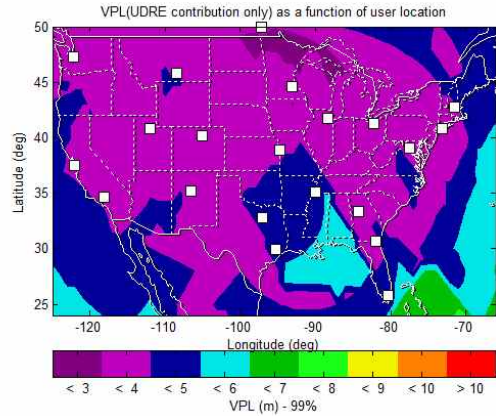 VPL(UDRE contribution only) as a function of user location
50
45
40
35
30
25
Latitude (deg)
-120 -110 -100 -90 -80 -70
Longitude (deg)
< 3 < 4 < 5 < 6 < 7 < 8 < 9 < 10 > 10
VPL (m) - 99%